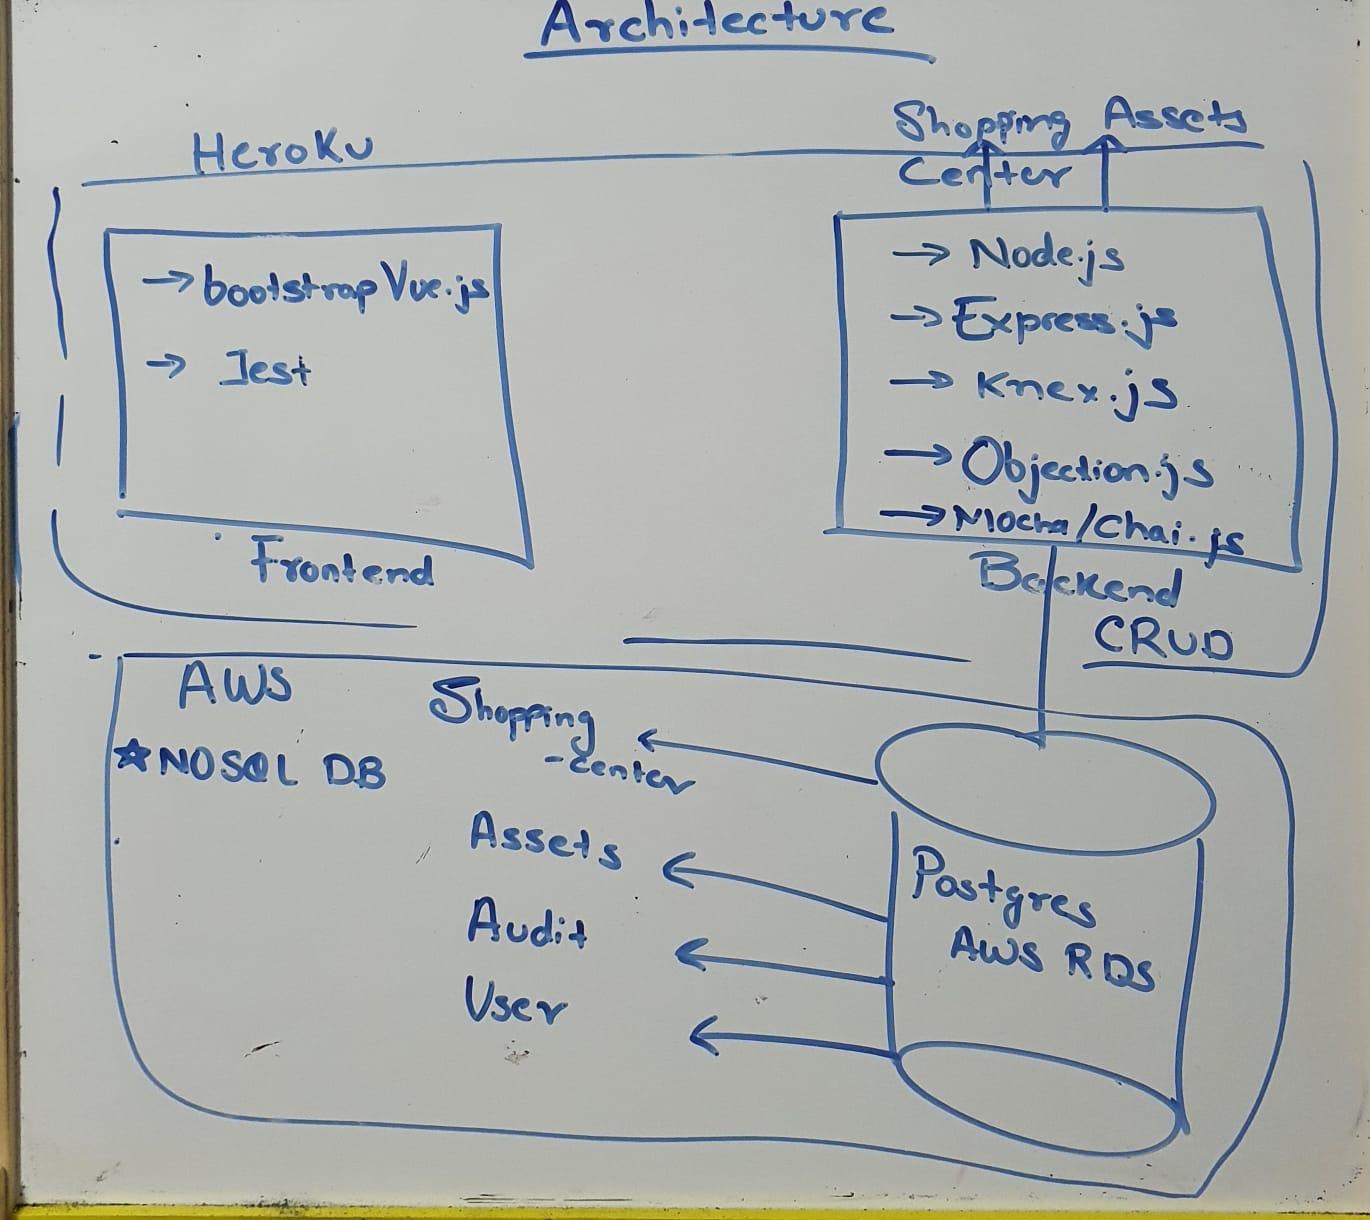 Architecture
Heroku
Shopping Assets
Center
→ bootstrap Vue.js
→ Jest
Frontend
→ Node.js
→ Express.js
→ Knex.js
→ Objection.js
→ Mocha/Chai.js
Backend
CRUD
AWS
☆ NOSQL DB
Shopping
-center
Assets
Audit
User
Postgres
AWS RDS